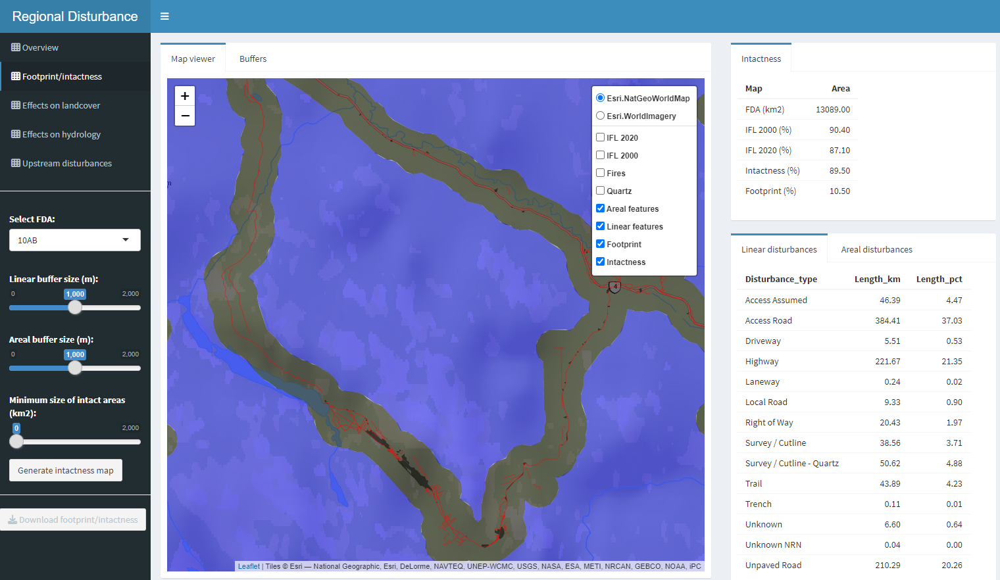 Regional Disturbance
Overview
Footprint/intactness
Effects on landcover
Effects on hydrology
Upstream disturbances
Select FDA:
10AB
Linear buffer size (m):
0 1,000 2,000
Areal buffer size (m):
0 1,000 2,000
Minimum size of intact areas
(km2):
0 2,000
Generate intactness map
Download footprint/intactness
Map viewer Buffers
+
−
m
4
Esri.NatGeoWorldMap
Esri.WorldImagery
IFL 2020
IFL 2000
Fires
Quartz
Areal features
Linear features
Footprint
Intactness
Leaflet | Tiles © Esri — National Geographic, Esri, DeLorme, NAVTEQ, UNEP-WCMC, USGS, NASA, ESA, METI, NRCAN, GEBCO, NOAA, iPC
Intactness
Map Area
FDA (km2) 13089.00
IFL 2000 (%) 90.40
IFL 2020 (%) 87.10
Intactness (%) 89.50
Footprint (%) 10.50
Linear disturbances Areal disturbances
Disturbance_type Length_km Length_pct
Access Assumed 46.39 4.47
Access Road 384.41 37.03
Driveway 5.51 0.53
Highway 221.67 21.35
Laneway 0.24 0.02
Local Road 9.33 0.90
Right of Way 20.43 1.97
Survey / Cutline 38.56 3.71
Survey / Cutline - Quartz 50.62 4.88
Trail 43.89 4.23
Trench 0.11 0.01
Unknown 6.60 0.64
Unknown NRN 0.04 0.00
Unpaved Road 210.29 20.26